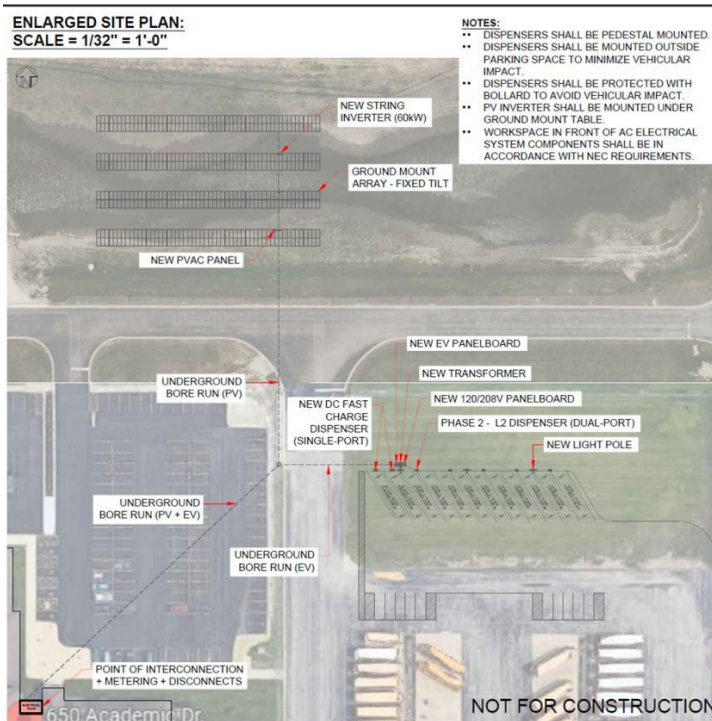 ENLARGED SITE PLAN:
SCALE = 1/32" = 1'-0"
NOTES:
•• DISPENSERS SHALL BE PEDESTAL MOUNTED.
•• DISPENSERS SHALL BE MOUNTED OUTSIDE
PARKING SPACE TO MINIMIZE VEHICULAR
IMPACT.
•• DISPENSERS SHALL BE PROTECTED WITH
BOLLARD TO AVOID VEHICULAR IMPACT.
•• PV INVERTER SHALL BE MOUNTED UNDER
GROUND MOUNT TABLE.
•• WORKSPACE IN FRONT OF AC ELECTRICAL
SYSTEM COMPONENTS SHALL BE IN
ACCORDANCE WITH NEC REQUIREMENTS.
NEW STRING
INVERTER (60kW)
GROUND MOUNT
ARRAY - FIXED TILT
NEW PVAC PANEL
NEW EV PANELBOARD
NEW TRANSFORMER
UNDERGROUND
BORE RUN (PV)
NEW DC FAST
CHARGE
DISPENSER
(SINGLE-PORT)
NEW 120/208V PANELBOARD
PHASE 2 - L2 DISPENSER (DUAL-PORT)
NEW LIGHT POLE
UNDERGROUND
BORE RUN (PV + EV)
UNDERGROUND
BORE RUN (EV)
POINT OF INTERCONNECTION
+ METERING + DISCONNECTS
650 Academic Dr
NOT FOR CONSTRUCTION